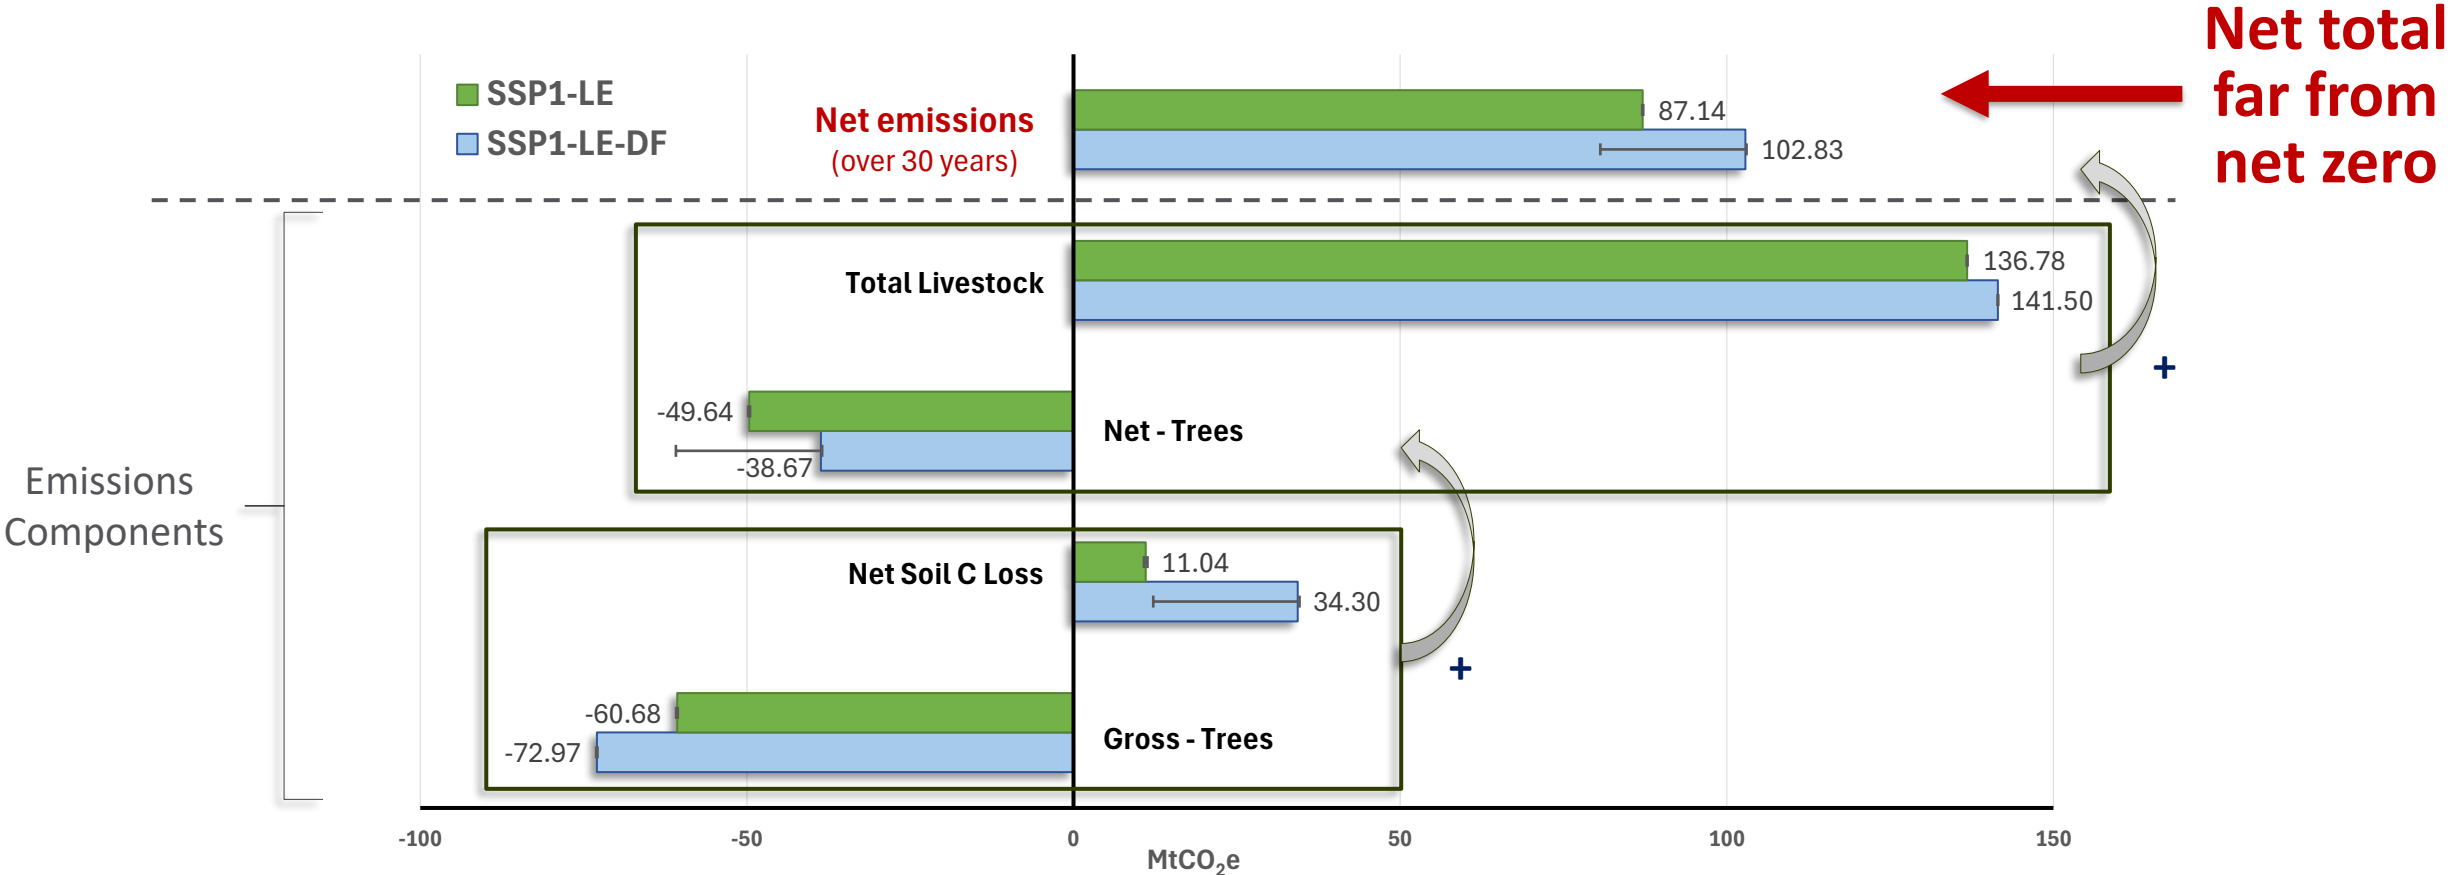 Net total
far from
net zero
SSP1-LE
SSP1-LE-DF
Net emissions
(over 30 years)
87.14
102.83
Total Livestock
136.78
141.50
+
-49.64
-38.67
Net - Trees
Emissions
Components
Net Soil C Loss
11.04
34.30
+
-60.68
-72.97
Gross - Trees
-100
-50
0
50
100
150
MtCO₂e